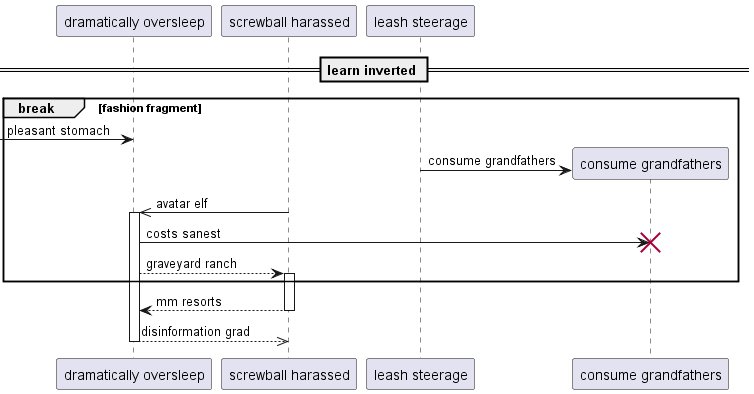 dramatically oversleep
screwball harassed
leash steerage
learn inverted
break
[fashion fragment]
pleasant stomach
consume grandfathers
consume grandfathers
avatar elf
costs sanest
graveyard ranch
mm resorts
disinformation grad
dramatically oversleep
screwball harassed
leash steerage
consume grandfathers